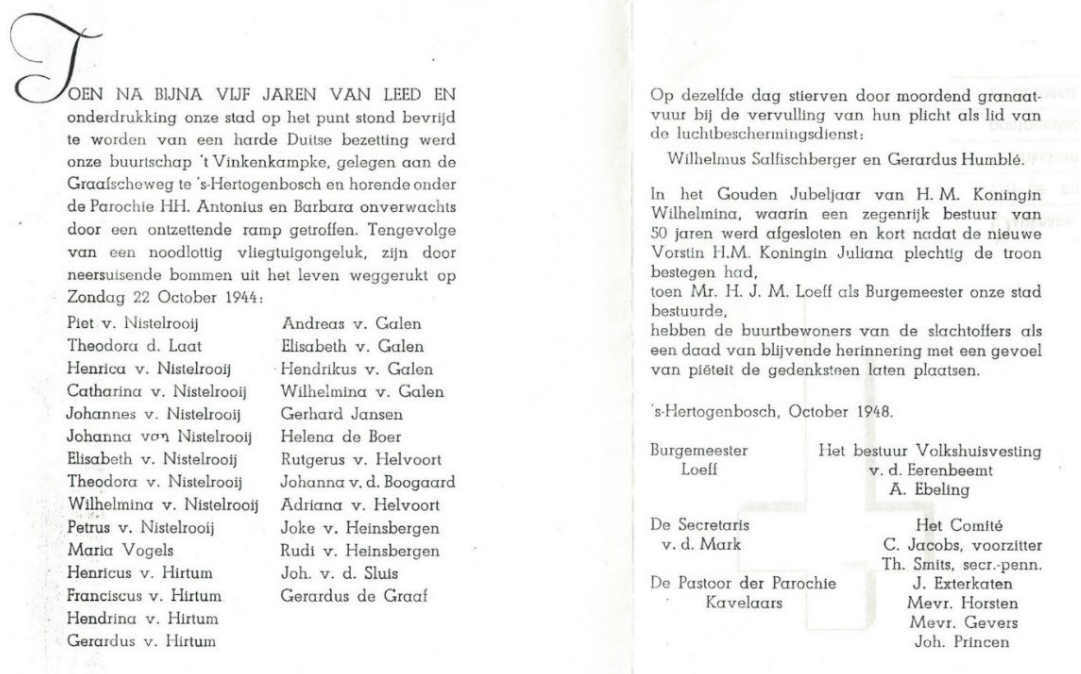 TOEN NA BIJNA VIJF JAREN VAN LEED EN
onderdrukking onze stad op het punt stond bevrijd
te worden van een harde Duitse bezetting werd
onze buurtschap 't Vinkenkampke, gelegen aan de
Graafscheweg te 's-Hertogenbosch en horende onder
de Parochie HH. Antonius en Barbara onverwachts
door een ontzettende ramp getroffen. Tengevolge
van een noodlottig vliegtuigongeluk, zijn door
neersuisende bommen uit het leven weggerukt op
Zondag 22 October 1944:
Piet v. Nistelrooij
Theodora d. Laat
Henrica v. Nistelrooij
Catharina v. Nistelrooij
Johannes v. Nistelrooij
Johanna von Nistelrooij
Elisabeth v. Nistelrooij
Theodora v. Nistelrooij
Wilhelmina v. Nistelrooij
Petrus v. Nistelrooij
Maria Vogels
Henricus v. Hirtum
Franciscus v. Hirtum
Hendrina v. Hirtum
Gerardus v. Hirtum
Andreas v. Galen
Elisabeth v. Galen
Hendrikus v. Galen
Wilhelmina v. Galen
Gerhard Jansen
Helena de Boer
Rutgerus v. Helvoort
Johanna v. d. Boogaard
Adriana v. Helvoort
Joke v. Heinsbergen
Rudi v. Heinsbergen
Joh. v. d. Sluis
Gerardus de Graaf
Op dezelfde dag stierven door moordend granaat-
vuur bij de vervulling van hun plicht als lid van
de luchtbeschermingsdienst:
Wilhelmus Salfischberger en Gerardus Humblé.
In het Gouden Jubeljaar van H. M. Koningin
Wilhelmina, waarin een zegenrijk bestuur van
50 jaren werd afgesloten en kort nadat de nieuwe
Vorstin H.M. Koningin Juliana plechtig de troon
bestegen had,
toen Mr. H. J. M. Loeff als Burgemeester onze stad
bestuurde,
hebben de buurtbewoners van de slachtoffers als
een daad van blijvende herinnering met een gevoel
van piëteit de gedenksteen laten plaatsen.
's-Hertogenbosch, October 1948.
Burgemeester
Loeff
De Secretaris
v. d. Mark
De Pastoor der Parochie
Kavelaars
Het bestuur Volkshuisvesting
v. d. Eerenbeemt
A. Ebeling
Het Comité
C. Jacobs, voorzitter
Th. Smits, secr.-penn.
J. Exterkaten
Mevr. Horsten
Mevr. Gevers
Joh. Princen